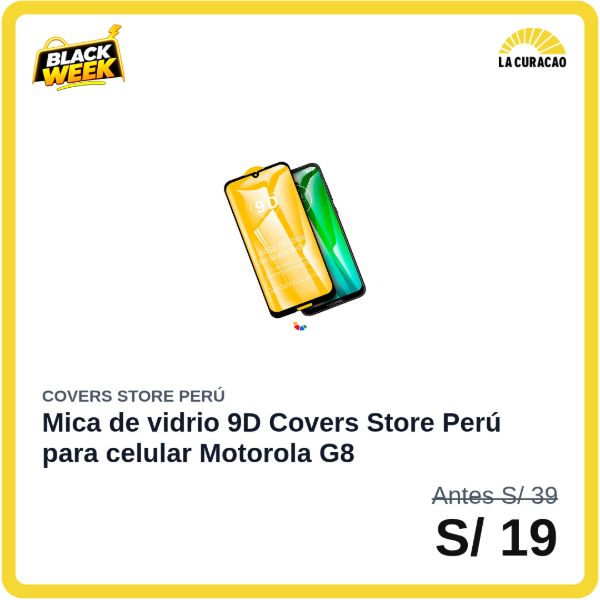 BLACK
WEEK
LA CURACAO
9D
COVERS STORE PERÚ
Mica de vidrio 9D Covers Store Perú
para celular Motorola G8
Antes S/ 39
S/ 19